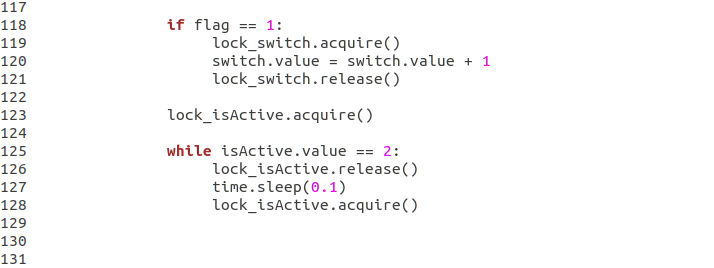 117
118 if flag == 1:
119 lock_switch.acquire()
120 switch.value = switch.value + 1
121 lock_switch.release()
122
123 lock_isActive.acquire()
124
125 while isActive.value == 2:
126 lock_isActive.release()
127 time.sleep(0.1)
128 lock_isActive.acquire()
129
130
131